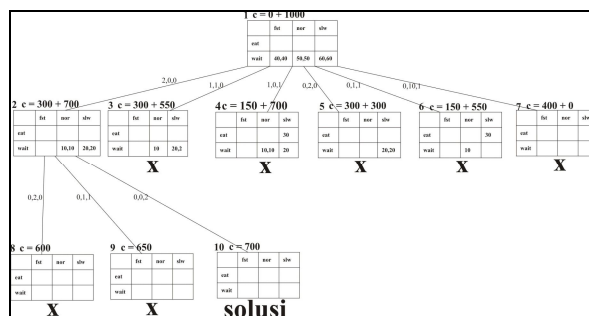 1 c = 0 + 1000
fst nor slw
eat
wait 40,40 50,50 60,60
2,0,0
1,1,0
1,0,1
0,2,0
0,1,1
0,10,1
2 c = 300 + 700
fst nor slw
eat
wait 10,10 20,20
3 c = 300 + 550
fst nor slw
eat
wait 10 20,2
x
4 c = 150 + 700
fst nor slw
eat 30
wait 10,10 20
x
5 c = 300 + 300
fst nor slw
eat
wait 20,20
x
6 c = 150 + 550
fst nor slw
eat 30
wait 10
x
7 c = 400 + 0
fst nor slw
eat
wait
x
0,2,0
0,1,1
0,0,2
8 c = 600
fst nor slw
eat
wait
x
9 c = 650
fst nor slw
eat
wait
x
10 c = 700
fst nor slw
eat
wait
solusi